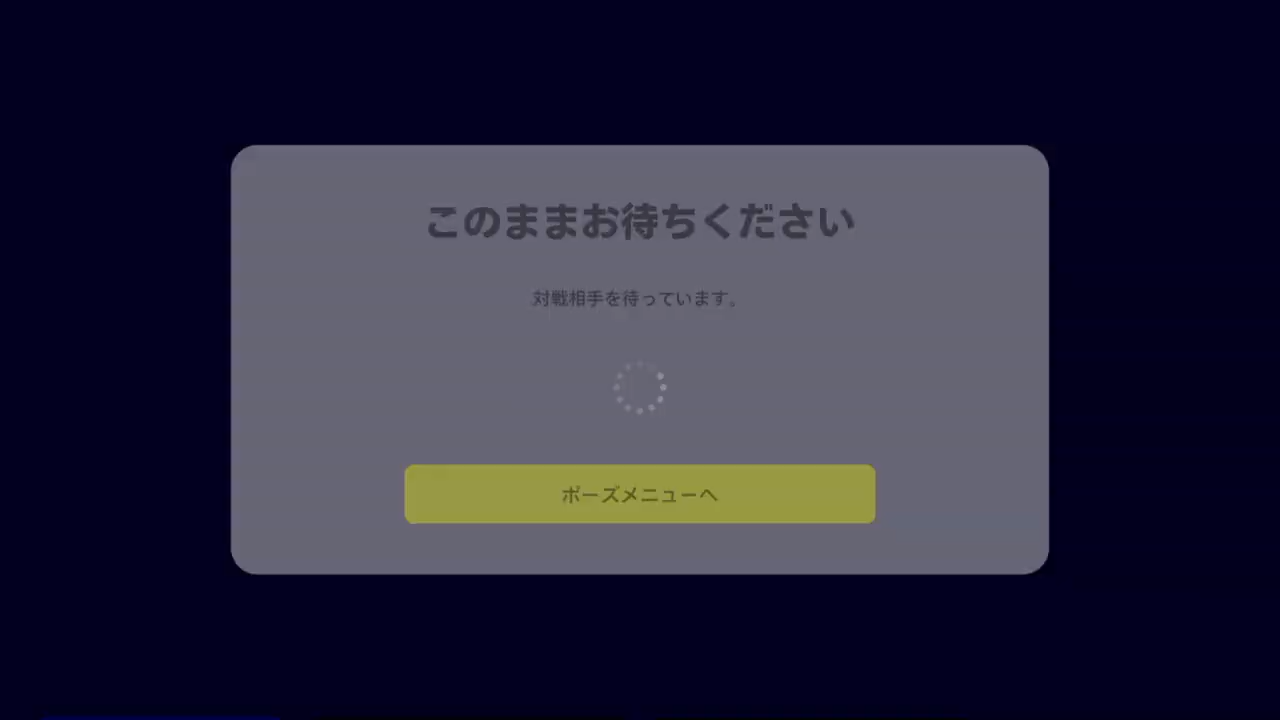 このままお待ちください
対戦相手を待っています。
ポーズメニューへ